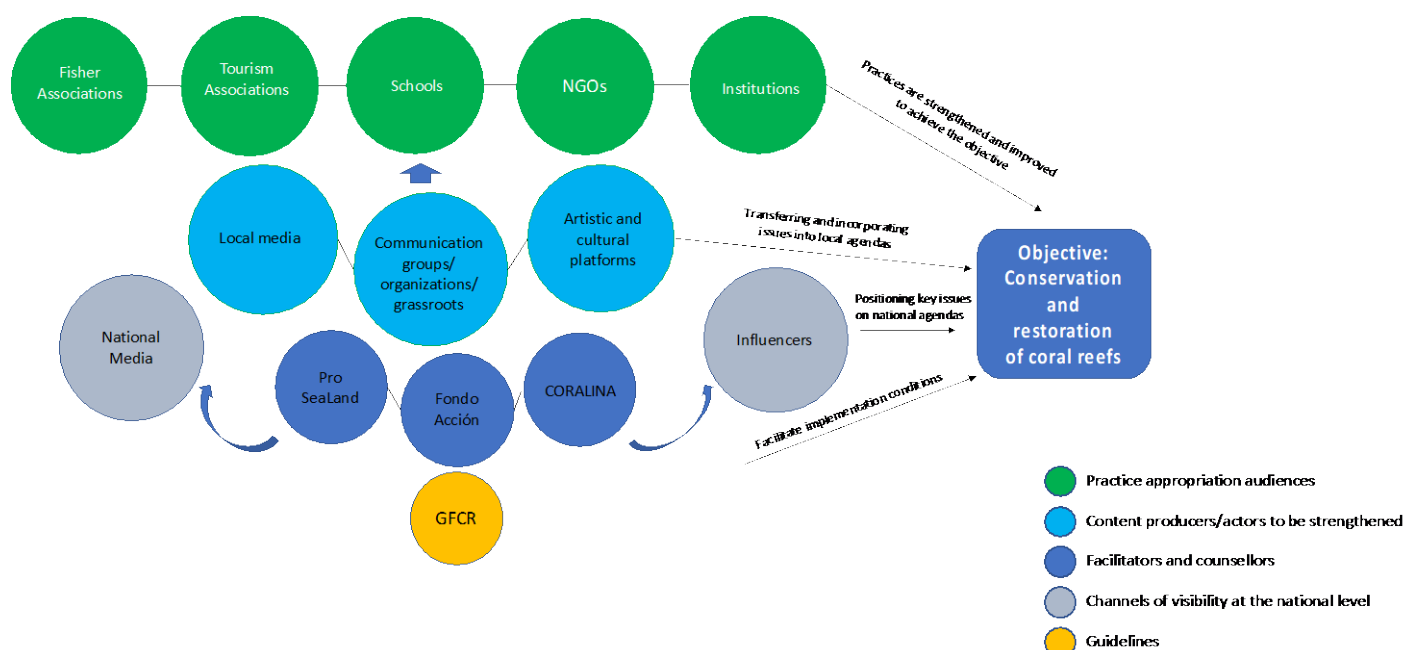 Fisher
Associations
Tourism
Associations
Schools
NGOs
Institutions
Practices are strengthened and improved
to achieve the objective
Local media
Communication
groups/
organizations/
grassroots
Artistic and
cultural
platforms
Transferring and incorporating
issues into local agendas
Objective:
Conservation
and
restoration
of coral reefs
National
Media
Influencers
Positioning key issues
on national agendas
Pro
SeaLand
Fondo
Acción
CORALINA
Facilitate implementation conditions
GFCR
Practice appropriation audiences
Content producers/actors to be strengthened
Facilitators and counsellors
Channels of visibility at the national level
Guidelines